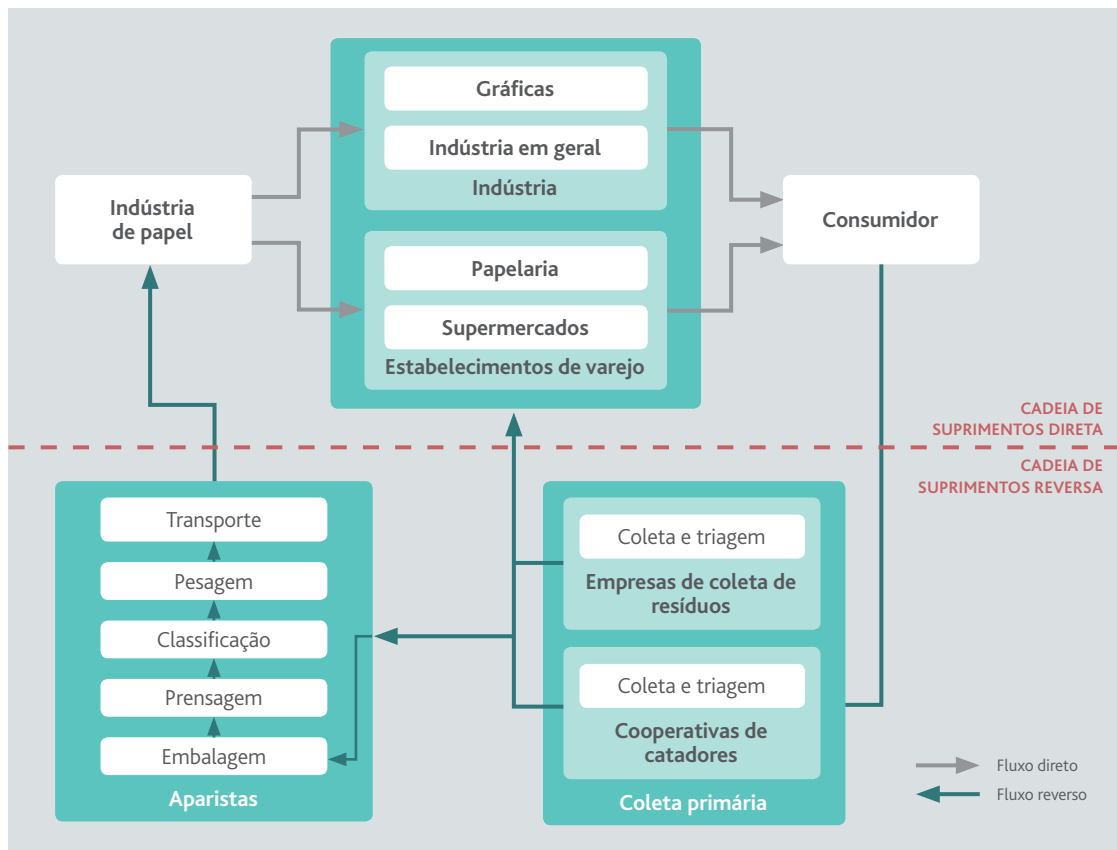 Gráficas
Indústria em geral
Indústria
Indústria
de papel
Consumidor
Papelaria
Supermercados
Estabelecimentos de varejo
CADEIA DE
SUPRIMENTOS DIRETA
CADEIA DE
SUPRIMENTOS REVERSA
Transporte
Pesagem
Classificação
Prensagem
Embalagem
Aparistas
Coleta e triagem
Empresas de coleta de
resíduos
Coleta e triagem
Cooperativas de
catadores
Coleta primária
Fluxo direto
Fluxo reverso